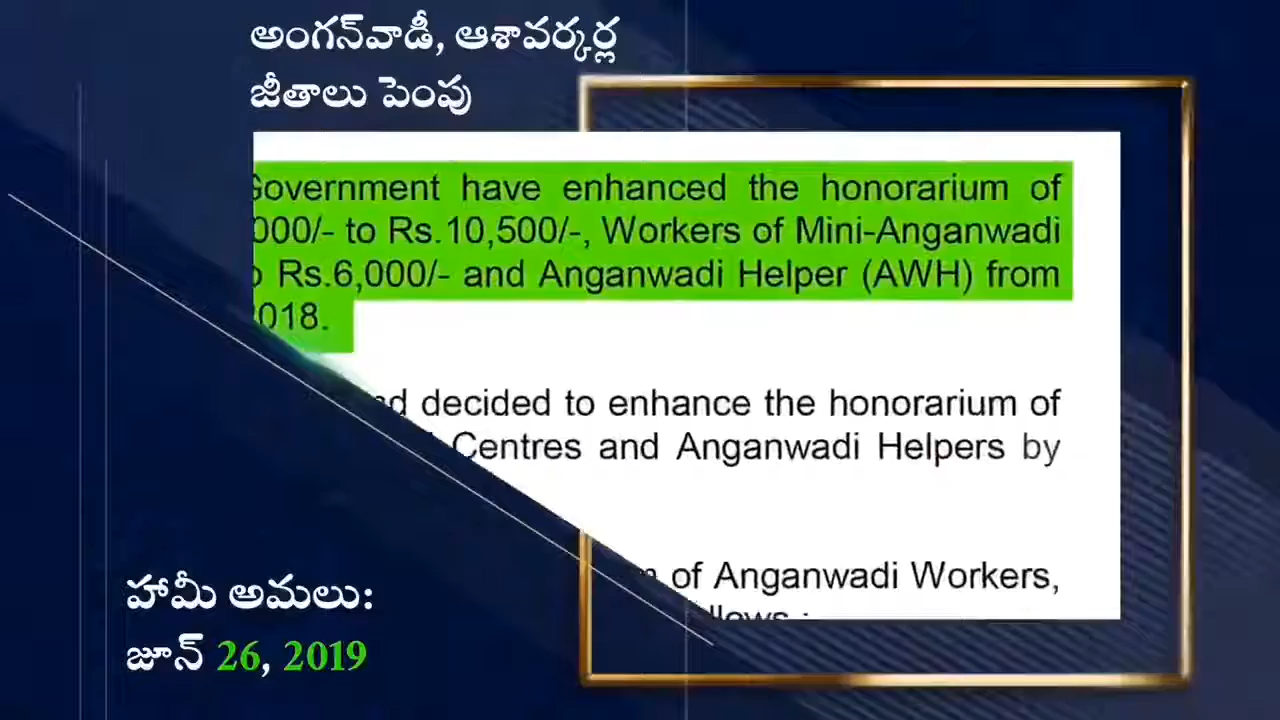 అంగన్‌వాడీ, ఆశావర్కర్ల
జీతాలు పెంపు
Government have enhanced the honorarium of
000/- to Rs.10,500/-, Workers of Mini-Anganwadi
Rs.6,000/- and Anganwadi Helper (AWH) from
2018.
decided to enhance the honorarium of
Centres and Anganwadi Helpers by
of Anganwadi Workers,
హామీ అమలు:
జూన్ 26, 2019